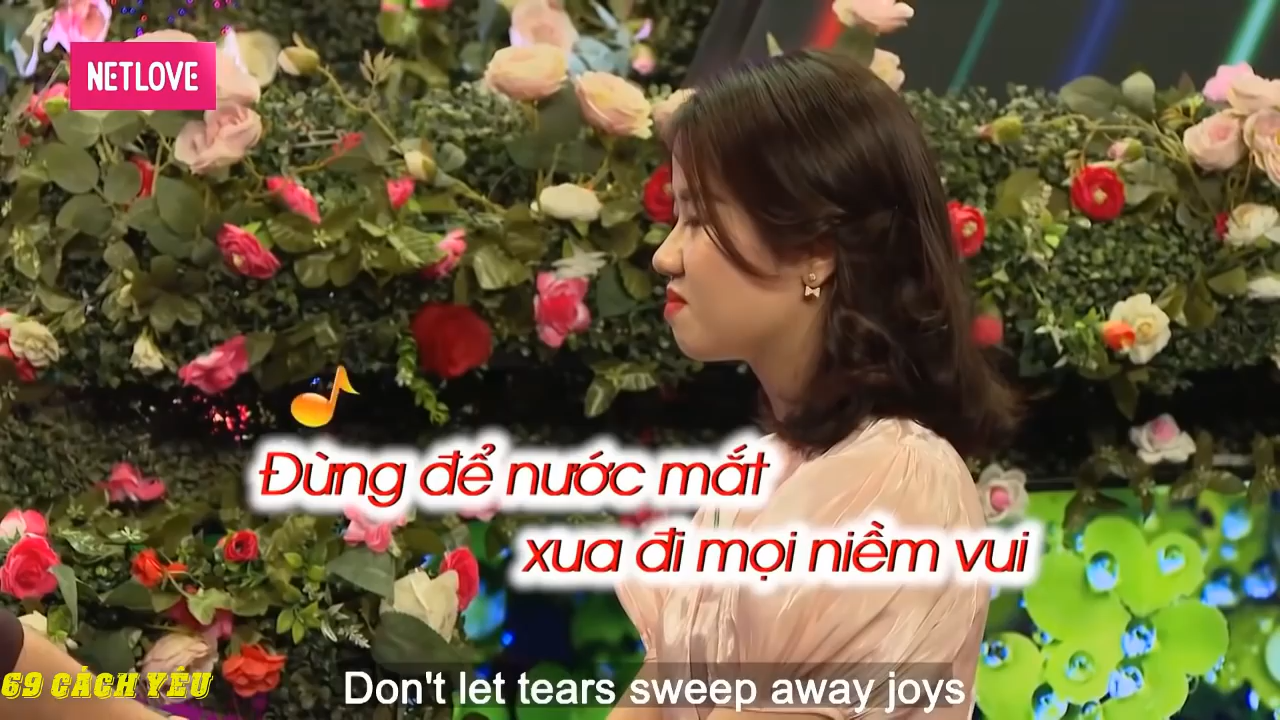 NETLOVE
Đừng để nước mắt
xua đi mọi niềm vui
69 CÁCH YÊU
Don't let tears sweep away joys